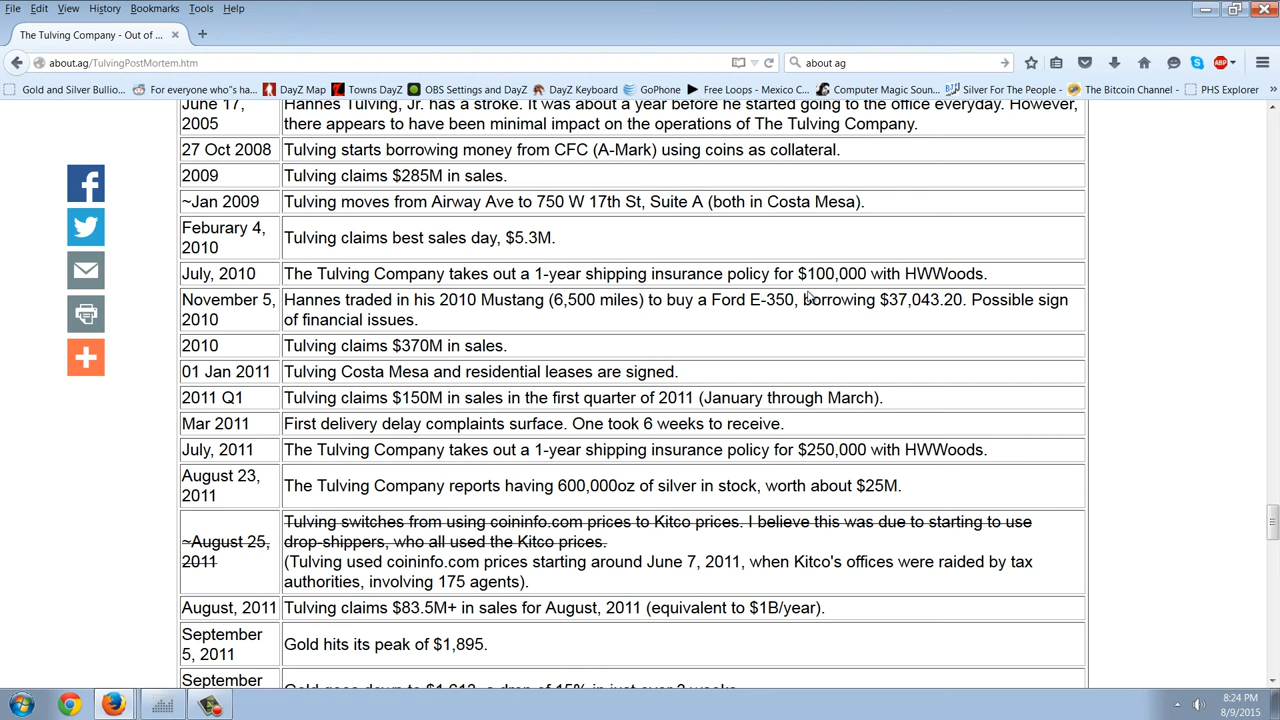 File Edit View History Bookmarks Tools Help
The Tulving Company - Out of ...
about.ag/TulvingPostMortem.htm
about ag
Gold and Silver Bullio... For everyone who's ha... DayZ Map Towns DayZ OBS Settings and DayZ DayZ Keyboard GoPhone Free Loops - Mexico C... Computer Magic Soun... Silver For The People - The Bitcoin Channel - PHS Explorer
June 17, 2005
Hannes Tulving, Jr. has a stroke. It was about a year before he started going to the office everyday. However,
there appears to have been minimal impact on the operations of The Tulving Company.
27 Oct 2008 Tulving starts borrowing money from CFC (A-Mark) using coins as collateral.
2009 Tulving claims $285M in sales.
~Jan 2009 Tulving moves from Airway Ave to 750 W 17th St, Suite A (both in Costa Mesa).
Feburary 4,
2010
Tulving claims best sales day, $5.3M.
July, 2010 The Tulving Company takes out a 1-year shipping insurance policy for $100,000 with HWWoods.
November 5,
2010
Hannes traded in his 2010 Mustang (6,500 miles) to buy a Ford E-350, borrowing $37,043.20. Possible sign
of financial issues.
2010 Tulving claims $370M in sales.
01 Jan 2011 Tulving Costa Mesa and residential leases are signed.
2011 Q1 Tulving claims $150M in sales in the first quarter of 2011 (January through March).
Mar 2011 First delivery delay complaints surface. One took 6 weeks to receive.
July, 2011 The Tulving Company takes out a 1-year shipping insurance policy for $250,000 with HWWoods.
August 23,
2011
The Tulving Company reports having 600,000oz of silver in stock, worth about $25M.
~August 25,
2011
Tulving switches from using coininfo.com prices to Kitco prices. I believe this was due to starting to use
drop-shippers, who all used the Kitco prices.
(Tulving used coininfo.com prices starting around June 7, 2011, when Kitco's offices were raided by tax
authorities, involving 175 agents).
August, 2011 Tulving claims $83.5M+ in sales for August, 2011 (equivalent to $1B/year).
September
5, 2011
Gold hits its peak of $1,895.
September
8:24 PM
8/9/2015